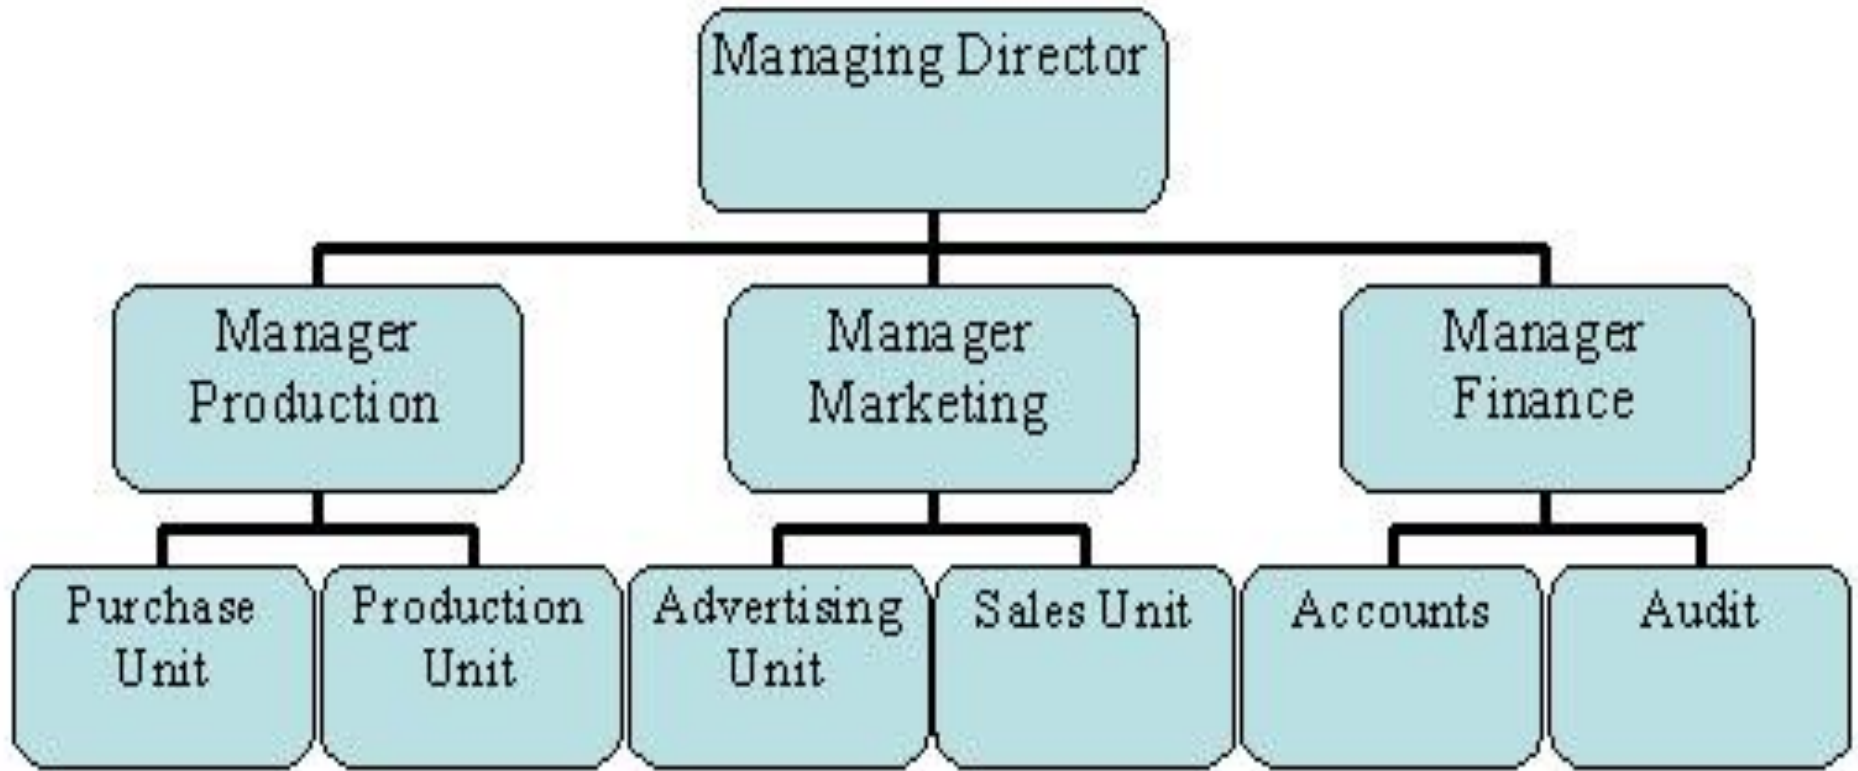 Managing Director
Manager
Production
Manager
Marketing
Manager
Finance
Purchase
Unit
Production
Unit
Advertising
Unit
Sales Unit
Accounts
Audit